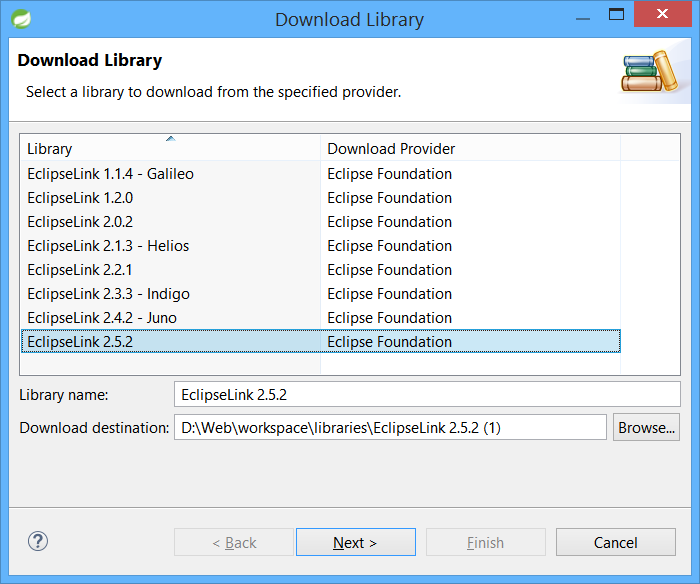 Download Library
Download Library
Select a library to download from the specified provider.
Library Download Provider
EclipseLink 1.1.4 - Galileo Eclipse Foundation
EclipseLink 1.2.0 Eclipse Foundation
EclipseLink 2.0.2 Eclipse Foundation
EclipseLink 2.1.3 - Helios Eclipse Foundation
EclipseLink 2.2.1 Eclipse Foundation
EclipseLink 2.3.3 - Indigo Eclipse Foundation
EclipseLink 2.4.2 - Juno Eclipse Foundation
EclipseLink 2.5.2 Eclipse Foundation
Library name: EclipseLink 2.5.2
Download destination: D:\Web\workspace\libraries\EclipseLink 2.5.2 (1) Browse...
? < Back Next > Finish Cancel